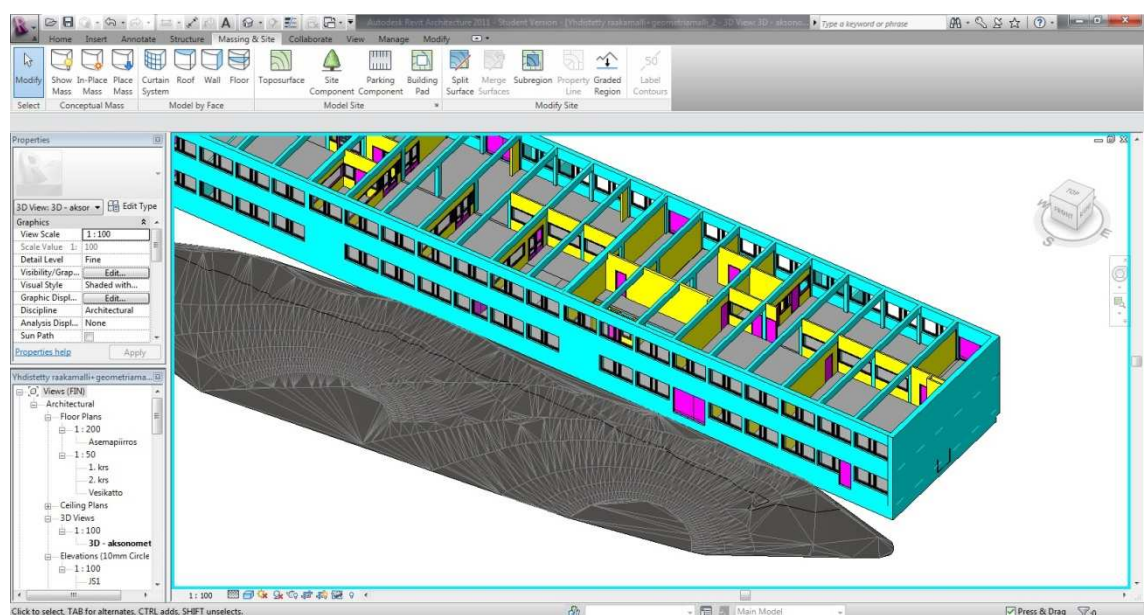 Autodesk Revit Architecture 2011 - Student Version - [Yhdistetty raakamalli+geometriamalli_2 - 3D View: 3D - aksono...
Type a keyword or phrase
Home Insert Annotate Structure Massing & Site Collaborate View Manage Modify
Modify Show Mass In-Place Mass Place Mass Curtain System Roof Wall Floor Toposurface Site Component Parking Component Building Pad Split Surface Merge Surfaces Subregion Property Line Graded Region Label Contours
Select Conceptual Mass Model by Face Model Site Modify Site
Properties
3D View: 3D - aksor Edit Type
Graphics
View Scale 1 : 100
Scale Value 1: 100
Detail Level Fine
Visibility/Grap... Edit...
Visual Style Shaded with...
Graphic Displ... Edit...
Discipline Architectural
Analysis Displ... None
Sun Path
Properties help Apply
Yhdistetty raakamalli+geometriama...
Views (FIN)
Architectural
Floor Plans
1 : 200
Asemapiirros
1 : 50
1. krs
2. krs
Vesikatto
Ceiling Plans
3D Views
1 : 100
3D - aksonomet
Elevations (10mm Circle
1 : 100
JS1
TOP
RIGHT
W
S
E
1 : 100
Click to select, TAB for alternates, CTRL adds, SHIFT unselects.
Main Model
Press & Drag
:0